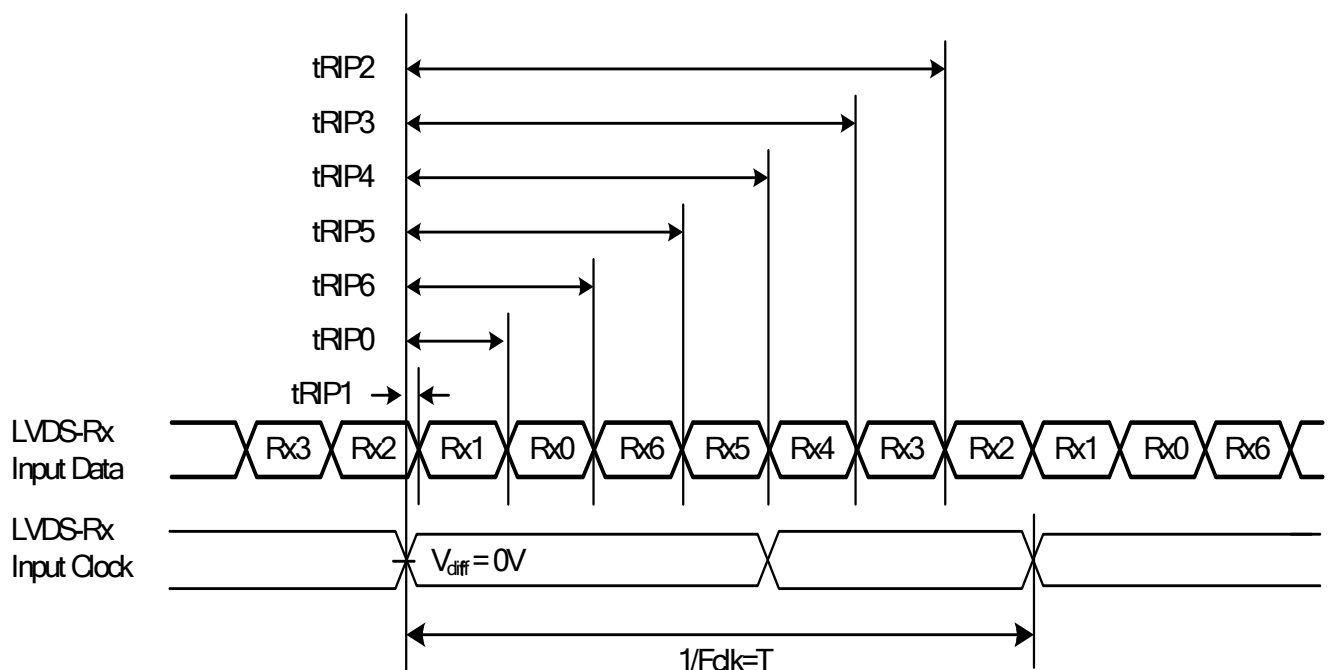 tRIP2
tRIP3
tRIP4
tRIP5
tRIP6
tRIP0
tRIP1
LVDS-Rx
Input Data
Rx3 Rx2 Rx1 Rx0 Rx6 Rx5 Rx4 Rx3 Rx2 Rx1 Rx0 Rx6
LVDS-Rx
Input Clock
Vdiff = 0V
1/Fclk=T